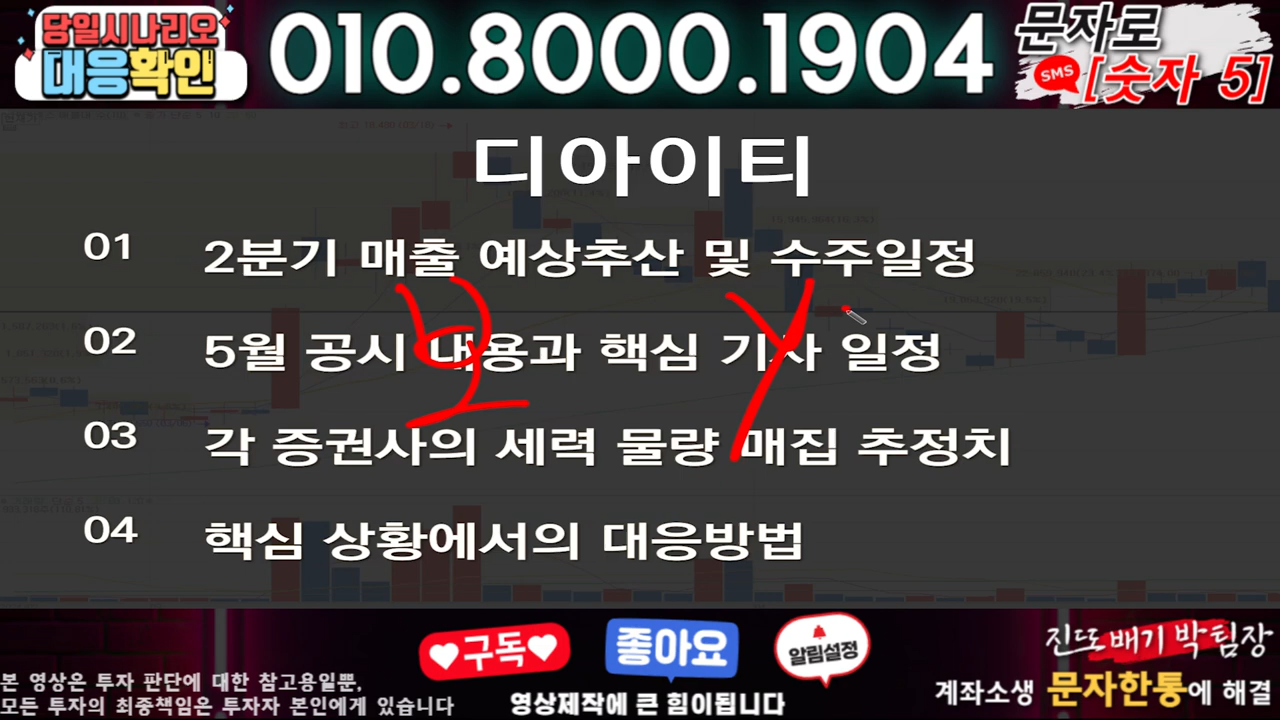 당일시나리오
대응확인
010.8000.1904
문자로
SMS
[숫자 5]
디아이티
01 2분기 매출 예상추산 및 수주일정
02 5월 공시 내용과 핵심 기사 일정
03 각 증권사의 세력 물량 매집 추정치
04 핵심 상황에서의 대응방법
구독
좋아요
알림설정
영상제작에 큰 힘이됩니다
본 영상은 투자 판단에 대한 참고용일뿐,
모든 투자의 최종책임은 투자자 본인에게 있습니다
진또배기 박팀장
계좌소생 문자한통에 해결